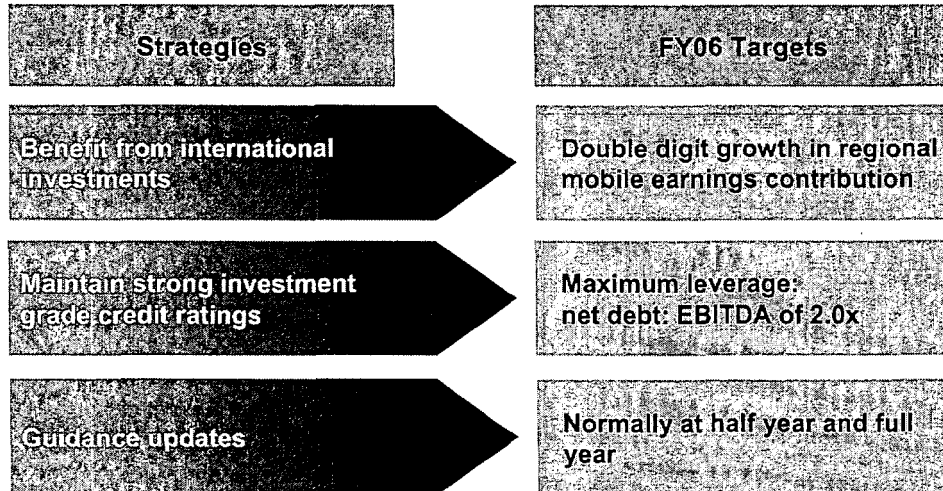 Strategies
FY06 Targets
Benefit from international
investments
Double digit growth in regional
mobile earnings contribution
Maintain strong investment
grade credit ratings
Maximum leverage:
net debt: EBITDA of 2.0x
Guidance updates
Normally at half year and full
year